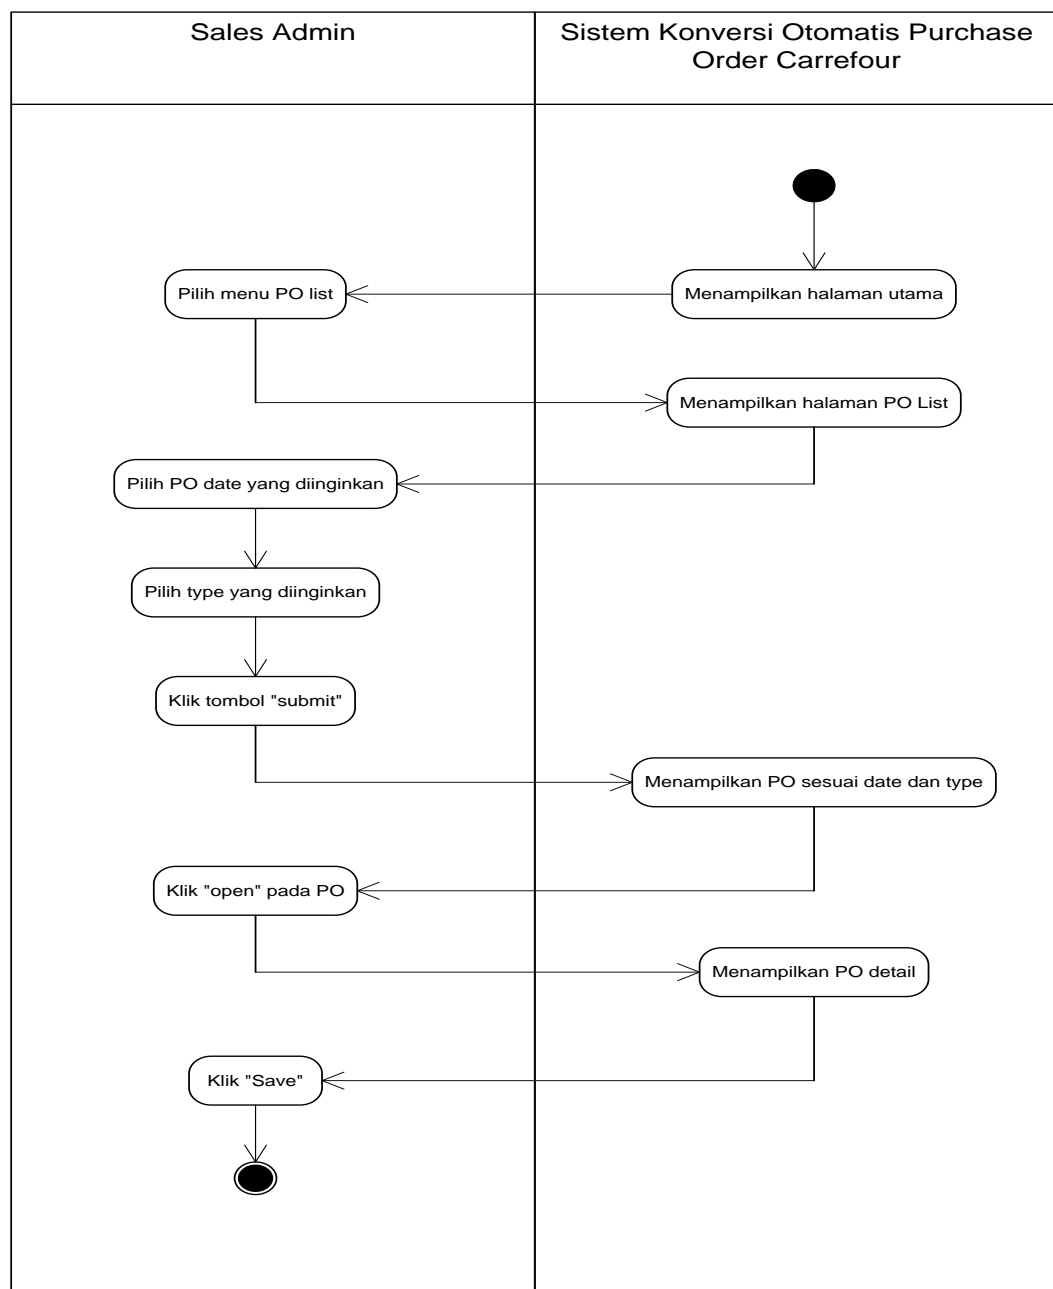 Sales Admin
Sistem Konversi Otomatis Purchase
Order Carrefour
Menampilkan halaman utama
Pilih menu PO list
Menampilkan halaman PO List
Pilih PO date yang diinginkan
Pilih type yang diinginkan
Klik tombol "submit"
Menampilkan PO sesuai date dan type
Klik "open" pada PO
Menampilkan PO detail
Klik "Save"